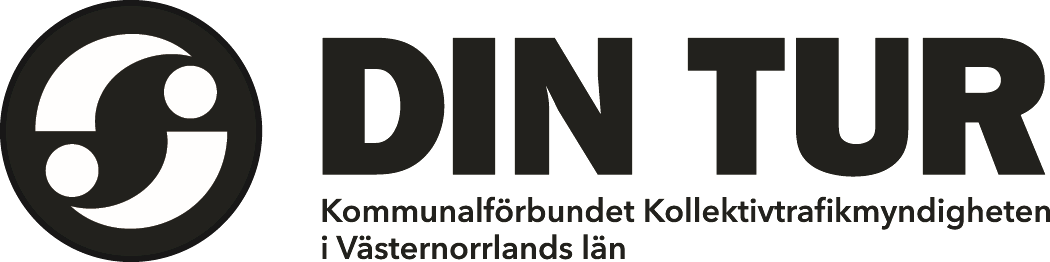 DIN TUR
Kommunalförbundet Kollektivtrafikmyndigheten
i Västernorrlands län